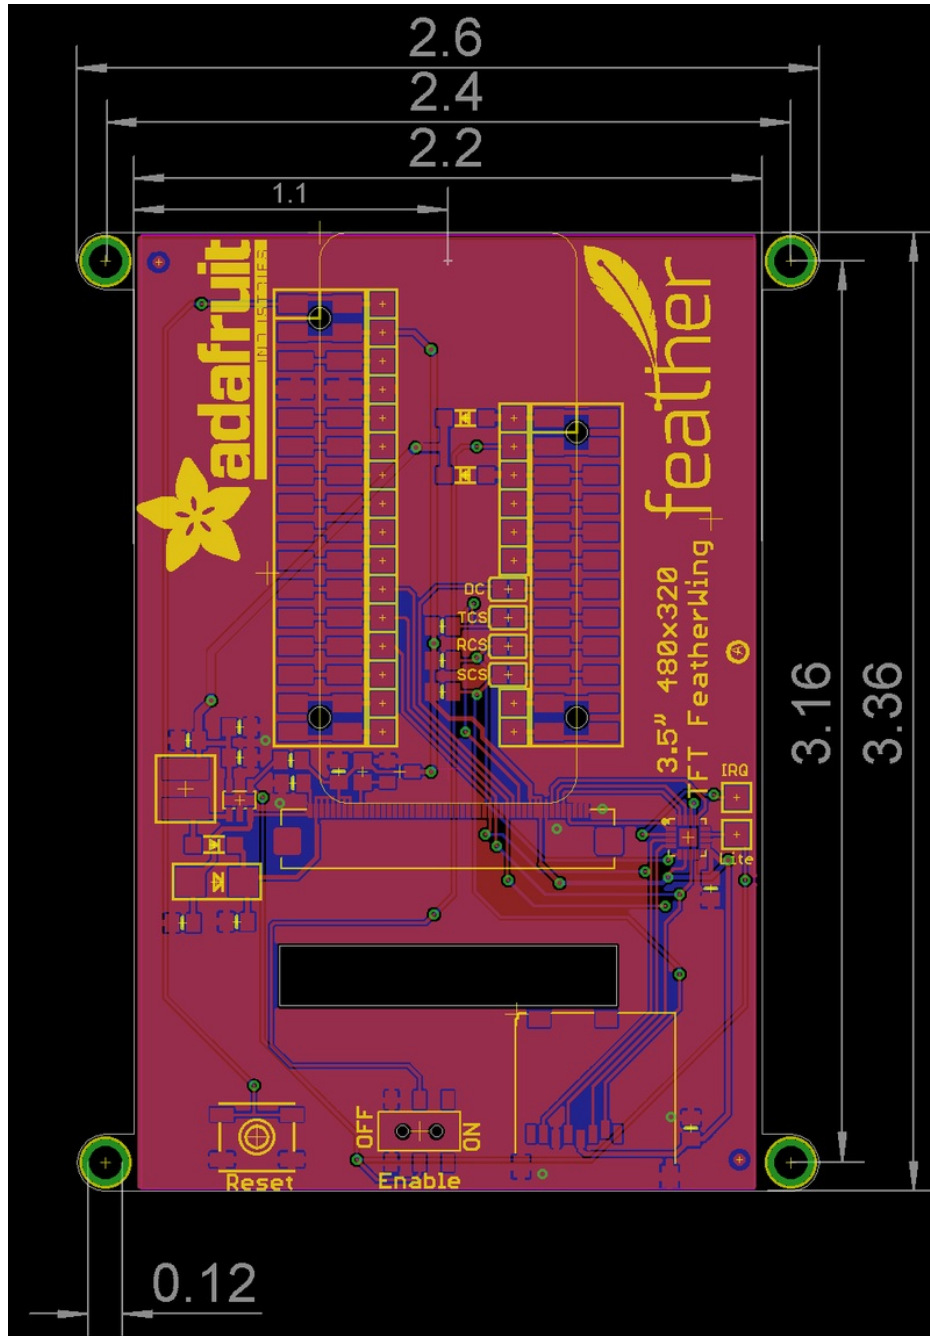 2.6
2.4
2.2
1.1
adafruit
INDUSTRIES
feather
DC
TCS
RCS
SCS
3.5" 480x320
TFT FeatherWing
A
3.16
3.36
IRQ
Lite
OFF
ON
Reset
Enable
0.12